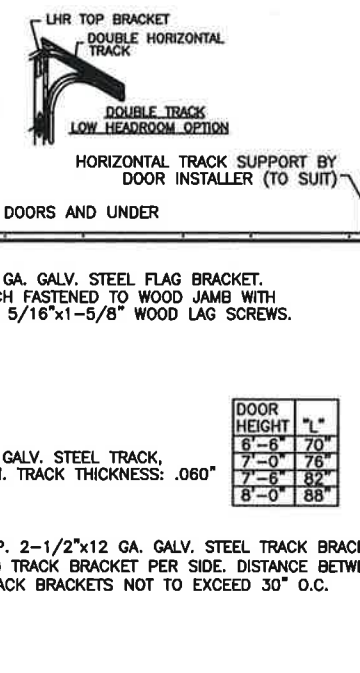 LHR TOP BRACKET
DOUBLE HORIZONTAL
TRACK
DOUBLE TRACK
LOW HEADROOM OPTION
HORIZONTAL TRACK SUPPORT BY
DOOR INSTALLER (TO SUIT)
DOORS AND UNDER
GA. GALV. STEEL FLAG BRACKET.
CH FASTENED TO WOOD JAMB WITH
5/16"x1-5/8" WOOD LAG SCREWS.
DOOR
HEIGHT "L"
6'-6" 70"
7'-0" 76"
7'-6" 82"
8'-0" 88"
GALV. STEEL TRACK,
. TRACK THICKNESS: .060"
P. 2-1/2"x12 GA. GALV. STEEL TRACK BRACK
TRACK BRACKET PER SIDE. DISTANCE BETWE
ACK BRACKETS NOT TO EXCEED 30" O.C.